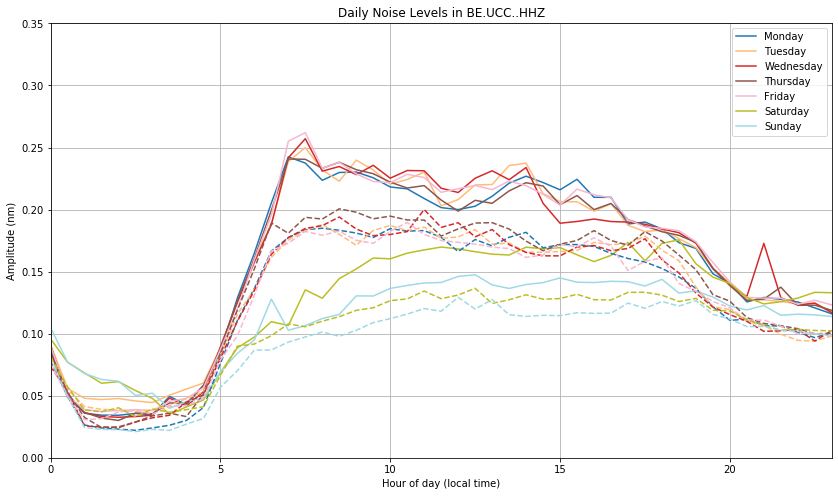 Daily Noise Levels in BE.UCC..HHZ
0.35
0.30
0.25
0.20
0.15
0.10
0.05
0.00
Amplitude (nm)
Monday
Tuesday
Wednesday
Thursday
Friday
Saturday
Sunday
0 5 10 15 20
Hour of day (local time)